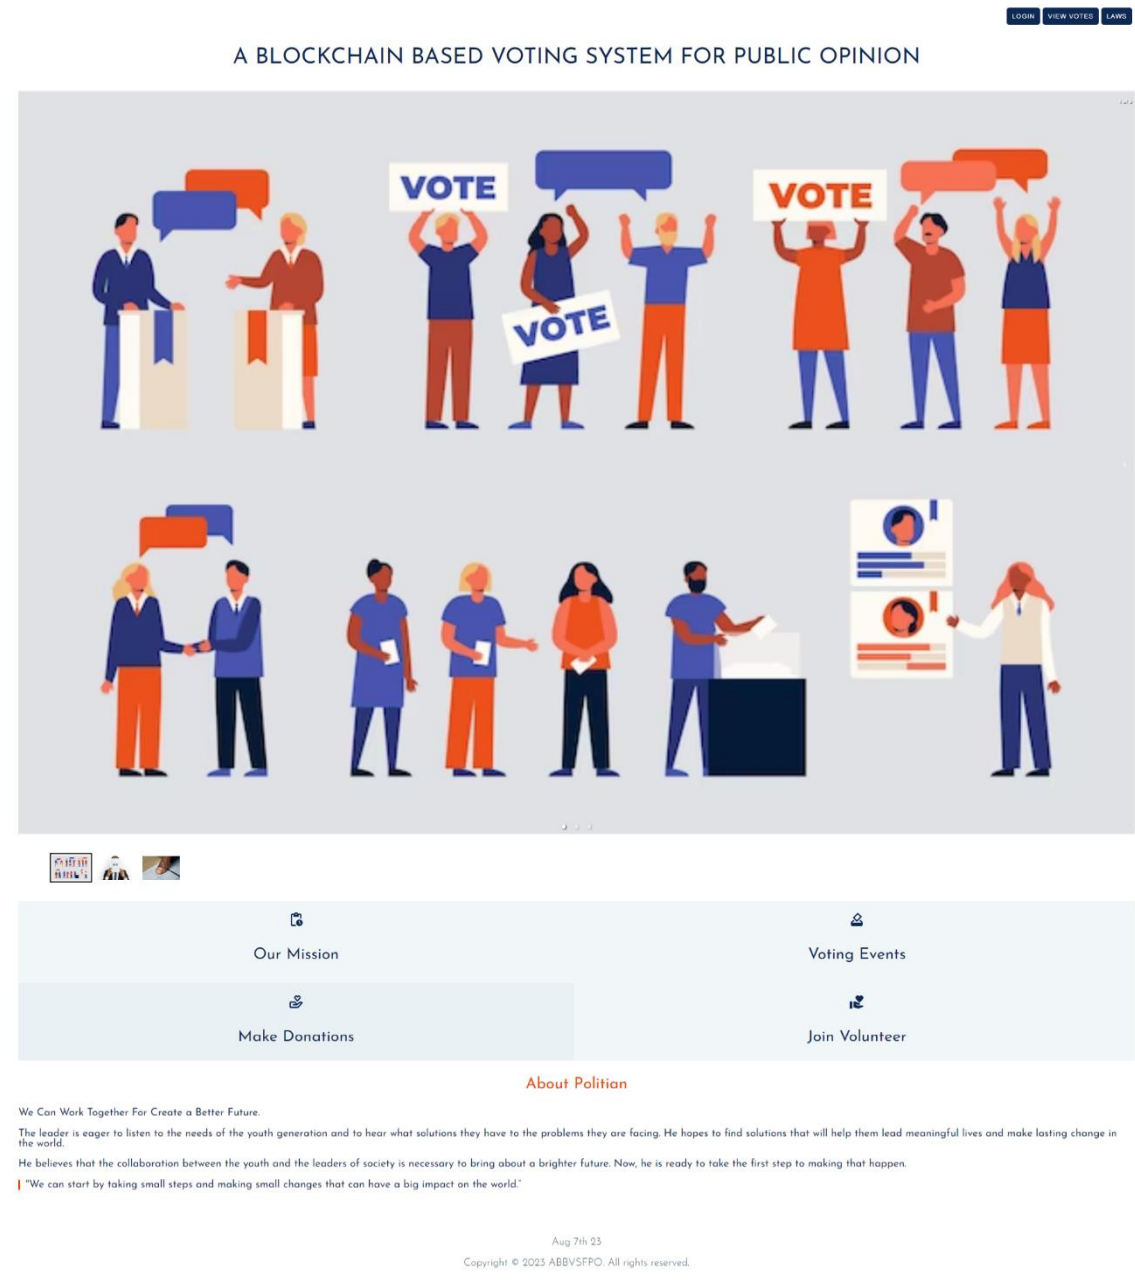 LOGIN VIEW VOTES LAWS
A BLOCKCHAIN BASED VOTING SYSTEM FOR PUBLIC OPINION
VOTE
VOTE
VOTE
Our Mission
Voting Events
Make Donations
Join Volunteer
About Politian
We Can Work Together For Create a Better Future.
The leader is eager to listen to the needs of the youth generation and to hear what solutions they have to the problems they are facing. He hopes to find solutions that will help them lead meaningful lives and make lasting change in
the world.
He believes that the collaboration between the youth and the leaders of society is necessary to bring about a brighter future. Now, he is ready to take the first step to making that happen.
"We can start by taking small steps and making small changes that can have a big impact on the world."
Aug 7th 23
Copyright © 2023 ABBVSFPO. All rights reserved.